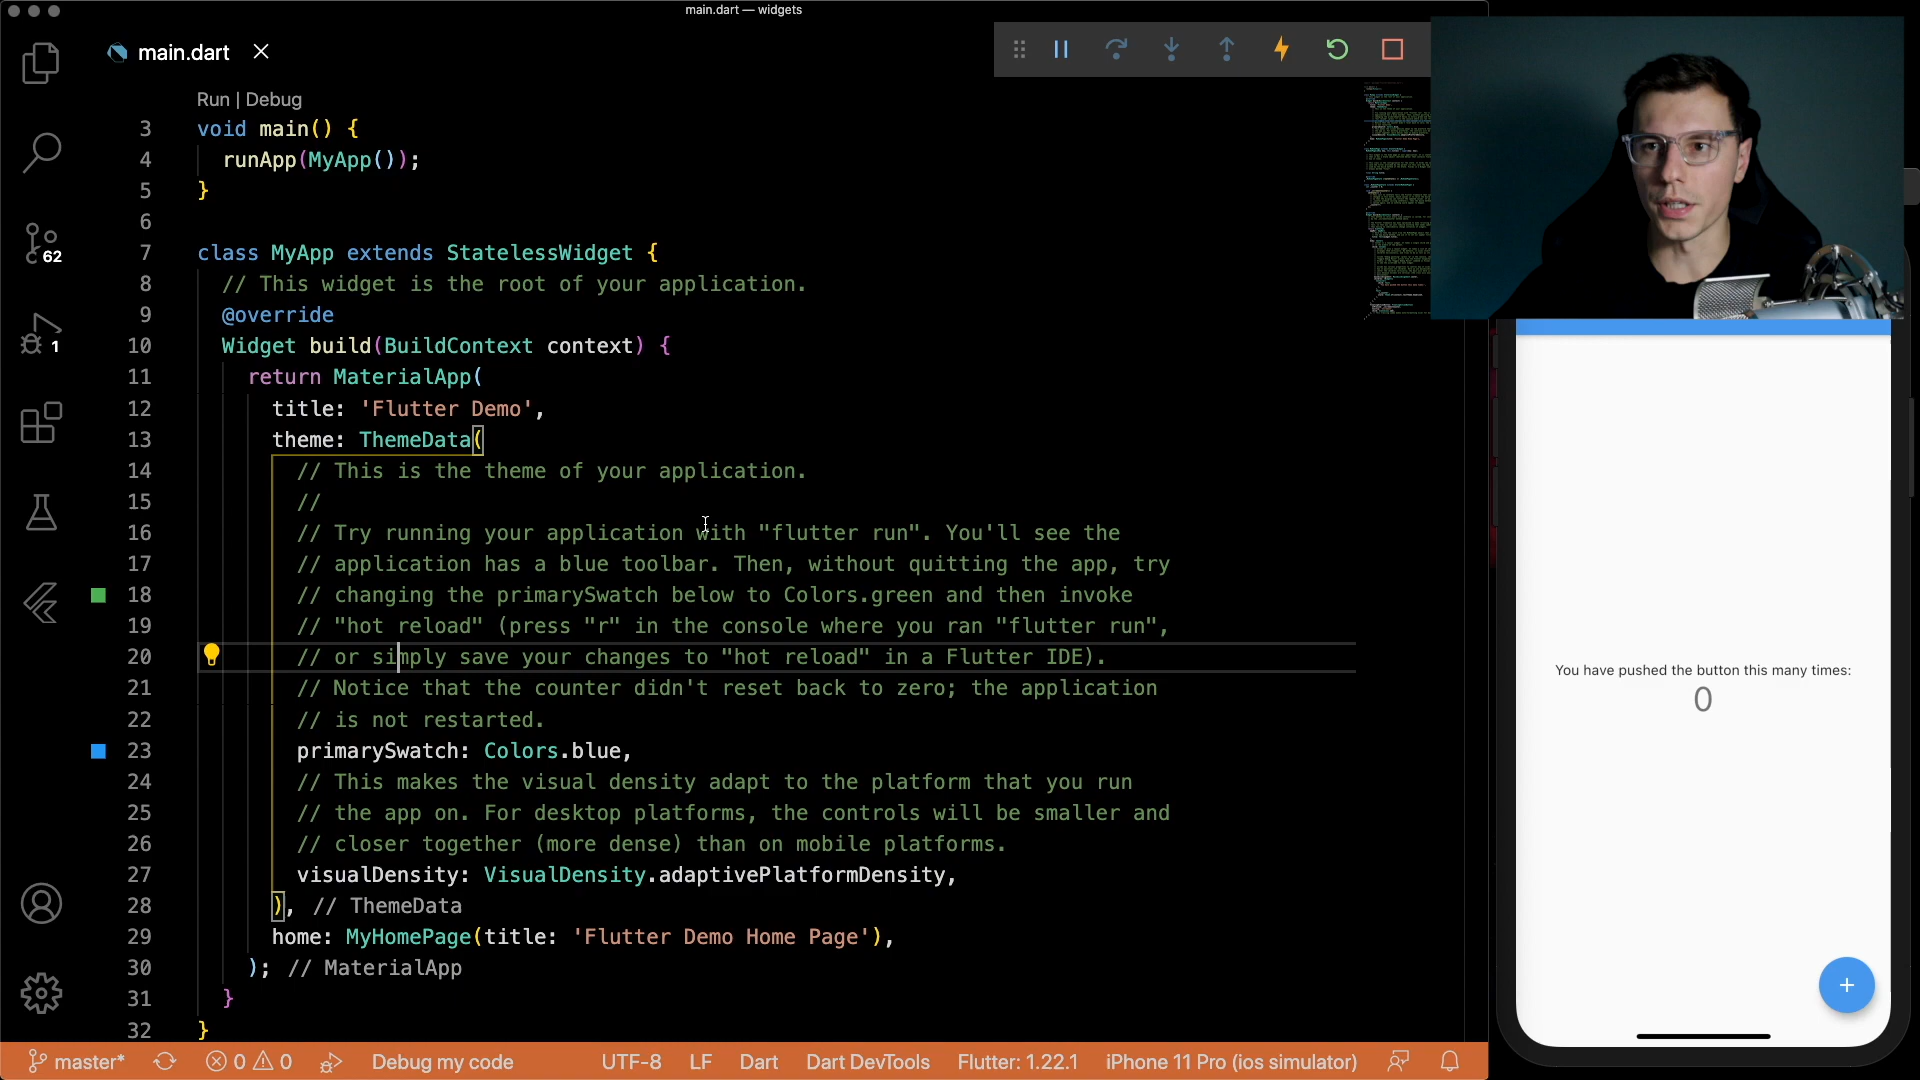 main.dart — widgets
main.dart
Run | Debug
3 void main() {
4 runApp(MyApp());
5 }
6
7 class MyApp extends StatelessWidget {
8 // This widget is the root of your application.
9 @override
10 Widget build(BuildContext context) {
11 return MaterialApp(
12 title: 'Flutter Demo',
13 theme: ThemeData(
14 // This is the theme of your application.
15 //
16 // Try running your application with "flutter run". You'll see the
17 // application has a blue toolbar. Then, without quitting the app, try
18 // changing the primarySwatch below to Colors.green and then invoke
19 // "hot reload" (press "r" in the console where you ran "flutter run",
20 // or simply save your changes to "hot reload" in a Flutter IDE).
21 // Notice that the counter didn't reset back to zero; the application
22 // is not restarted.
23 primarySwatch: Colors.blue,
24 // This makes the visual density adapt to the platform that you run
25 // the app on. For desktop platforms, the controls will be smaller and
26 // closer together (more dense) than on mobile platforms.
27 visualDensity: VisualDensity.adaptivePlatformDensity,
28 ), // ThemeData
29 home: MyHomePage(title: 'Flutter Demo Home Page'),
30 ); // MaterialApp
31 }
32 }
62
1
You have pushed the button this many times:
0
+
master* 0 0 Debug my code UTF-8 LF Dart Dart DevTools Flutter: 1.22.1 iPhone 11 Pro (ios simulator)